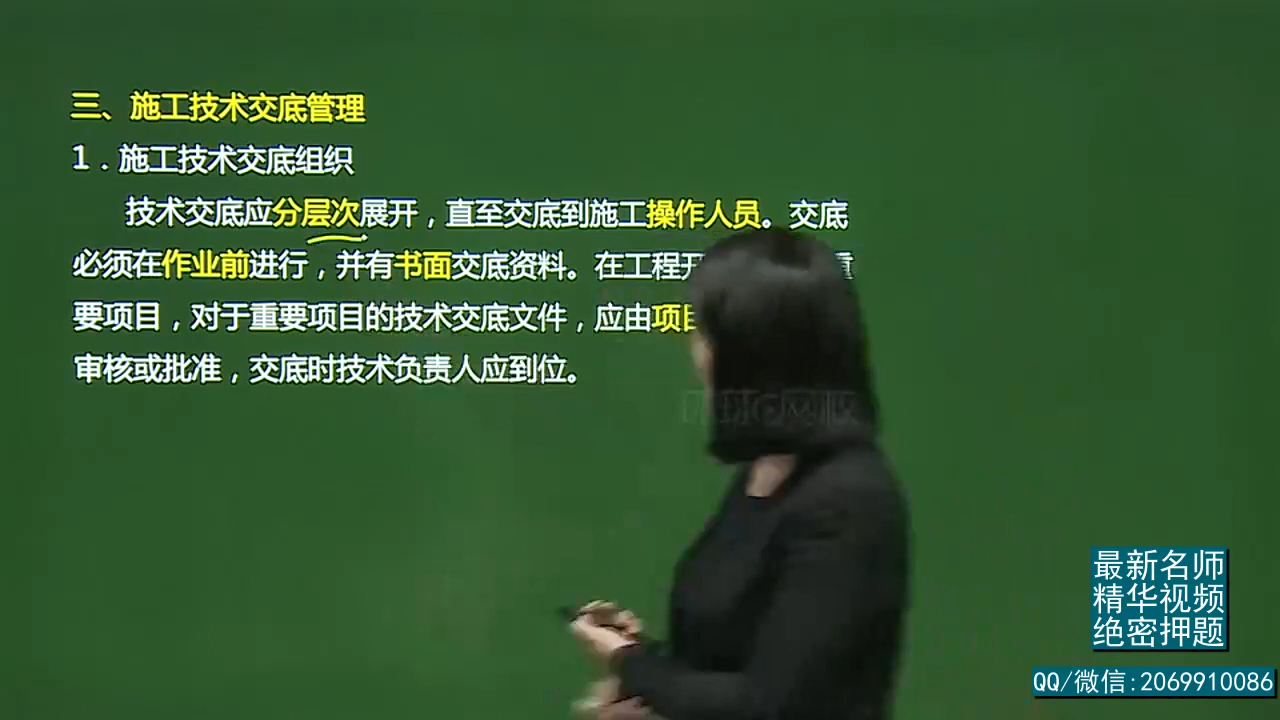 三、施工技术交底管理
1．施工技术交底组织
技术交底应分层次展开，直至交底到施工操作人员。交底
必须在作业前进行，并有书面交底资料。在工程开
要项目，对于重要项目的技术交底文件，应由项目
审核或批准，交底时技术负责人应到位。
最新名师
精华视频
绝密押题
QQ/微信:2069910086